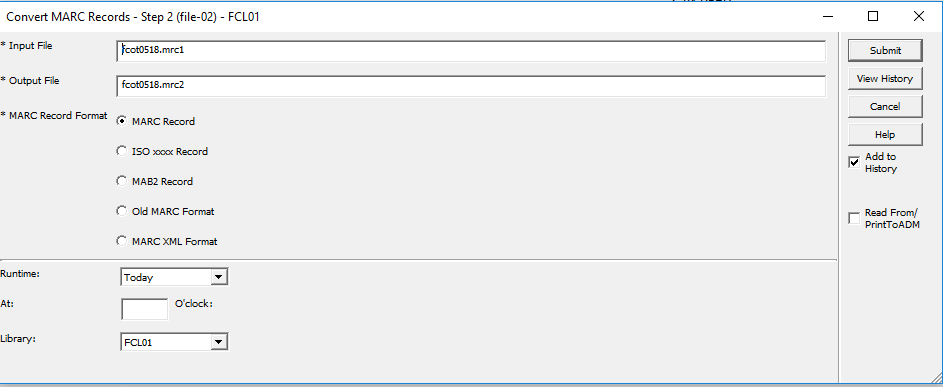 Convert MARC Records - Step 2 (file-02) - FCL01
* Input File
fcot0518.mrc1
* Output File
fcot0518.mrc2
* MARC Record Format
MARC Record
ISO xxxx Record
MAB2 Record
Old MARC Format
MARC XML Format
Runtime:
Today
At:
O'clock:
Library:
FCL01
Submit
View History
Cancel
Help
Add to
History
Read From/
PrintToADM